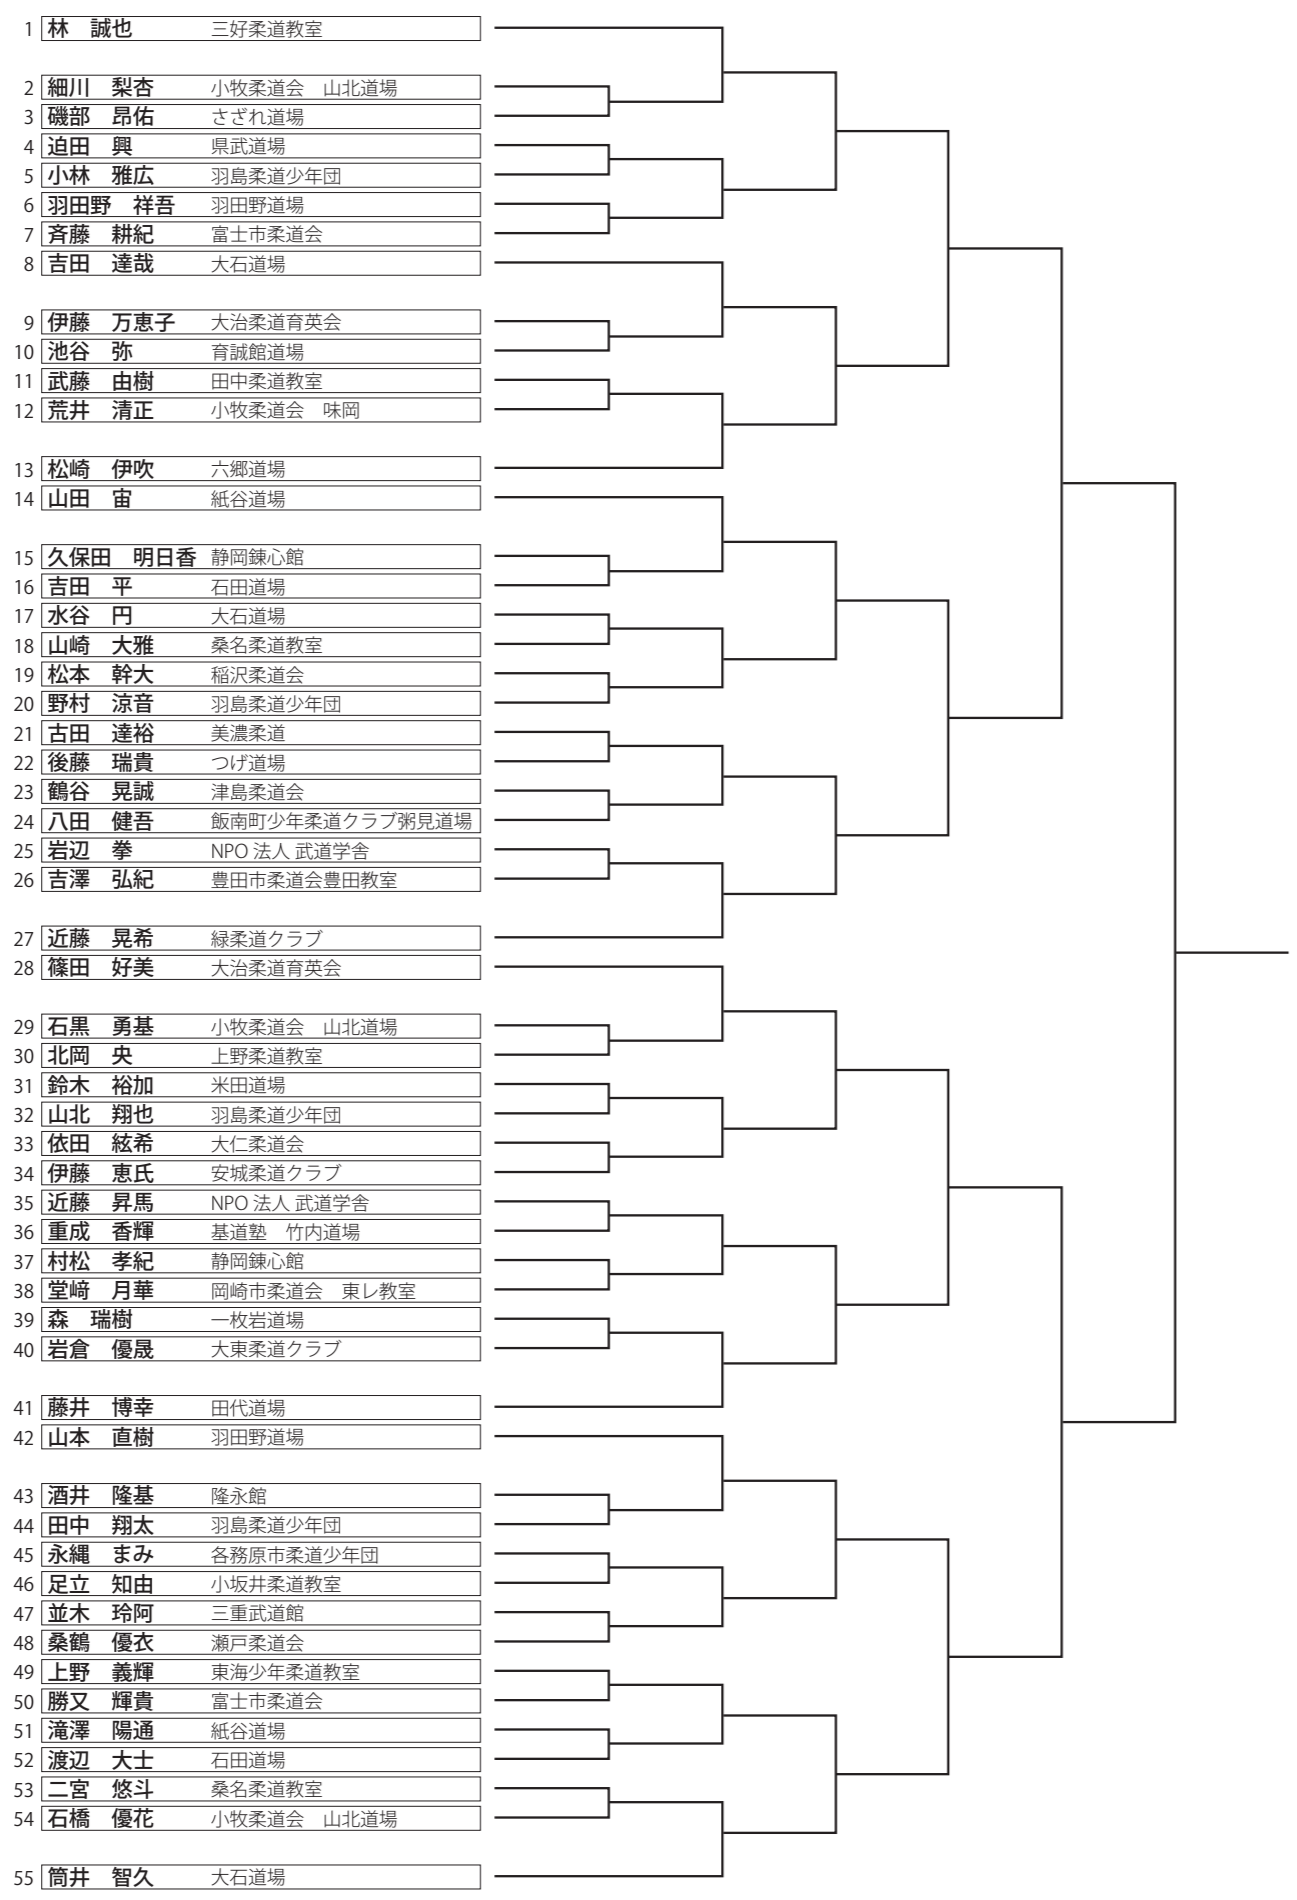 1 林　誠也 三好柔道教室
2 細川　梨杏 小牧柔道会　山北道場
3 磯部　昂佑 さざれ道場
4 迫田　興 県武道場
5 小林　雅広 羽島柔道少年団
6 羽田野　祥吾 羽田野道場
7 斉藤　耕紀 富士市柔道会
8 吉田　達哉 大石道場
9 伊藤　万恵子 大治柔道育英会
10 池谷　弥 育誠館道場
11 武藤　由樹 田中柔道教室
12 荒井　清正 小牧柔道会　味岡
13 松崎　伊吹 六郷道場
14 山田　宙 紙谷道場
15 久保田　明日香 静岡錬心館
16 吉田　平 石田道場
17 水谷　円 大石道場
18 山崎　大雅 桑名柔道教室
19 松本　幹大 稲沢柔道会
20 野村　涼音 羽島柔道少年団
21 古田　達裕 美濃柔道
22 後藤　瑞貴 つげ道場
23 鶴谷　晃誠 津島柔道会
24 八田　健吾 飯南町少年柔道クラブ粥見道場
25 岩辺　拳 NPO 法人 武道学舎
26 吉澤　弘紀 豊田市柔道会豊田教室
27 近藤　晃希 緑柔道クラブ
28 篠田　好美 大治柔道育英会
29 石黒　勇基 小牧柔道会　山北道場
30 北岡　央 上野柔道教室
31 鈴木　裕加 米田道場
32 山北　翔也 羽島柔道少年団
33 依田　絃希 大仁柔道会
34 伊藤　恵氏 安城柔道クラブ
35 近藤　昇馬 NPO 法人 武道学舎
36 重成　香輝 基道塾　竹内道場
37 村松　孝紀 静岡錬心館
38 堂﨑　月華 岡崎市柔道会　東レ教室
39 森　瑞樹 一枚岩道場
40 岩倉　優晟 大東柔道クラブ
41 藤井　博幸 田代道場
42 山本　直樹 羽田野道場
43 酒井　隆基 隆永館
44 田中　翔太 羽島柔道少年団
45 永縄　まみ 各務原市柔道少年団
46 足立　知由 小坂井柔道教室
47 並木　玲阿 三重武道館
48 桑鶴　優衣 瀬戸柔道会
49 上野　義輝 東海少年柔道教室
50 勝又　輝貴 富士市柔道会
51 滝澤　陽通 紙谷道場
52 渡辺　大士 石田道場
53 二宮　悠斗 桑名柔道教室
54 石橋　優花 小牧柔道会　山北道場
55 筒井　智久 大石道場